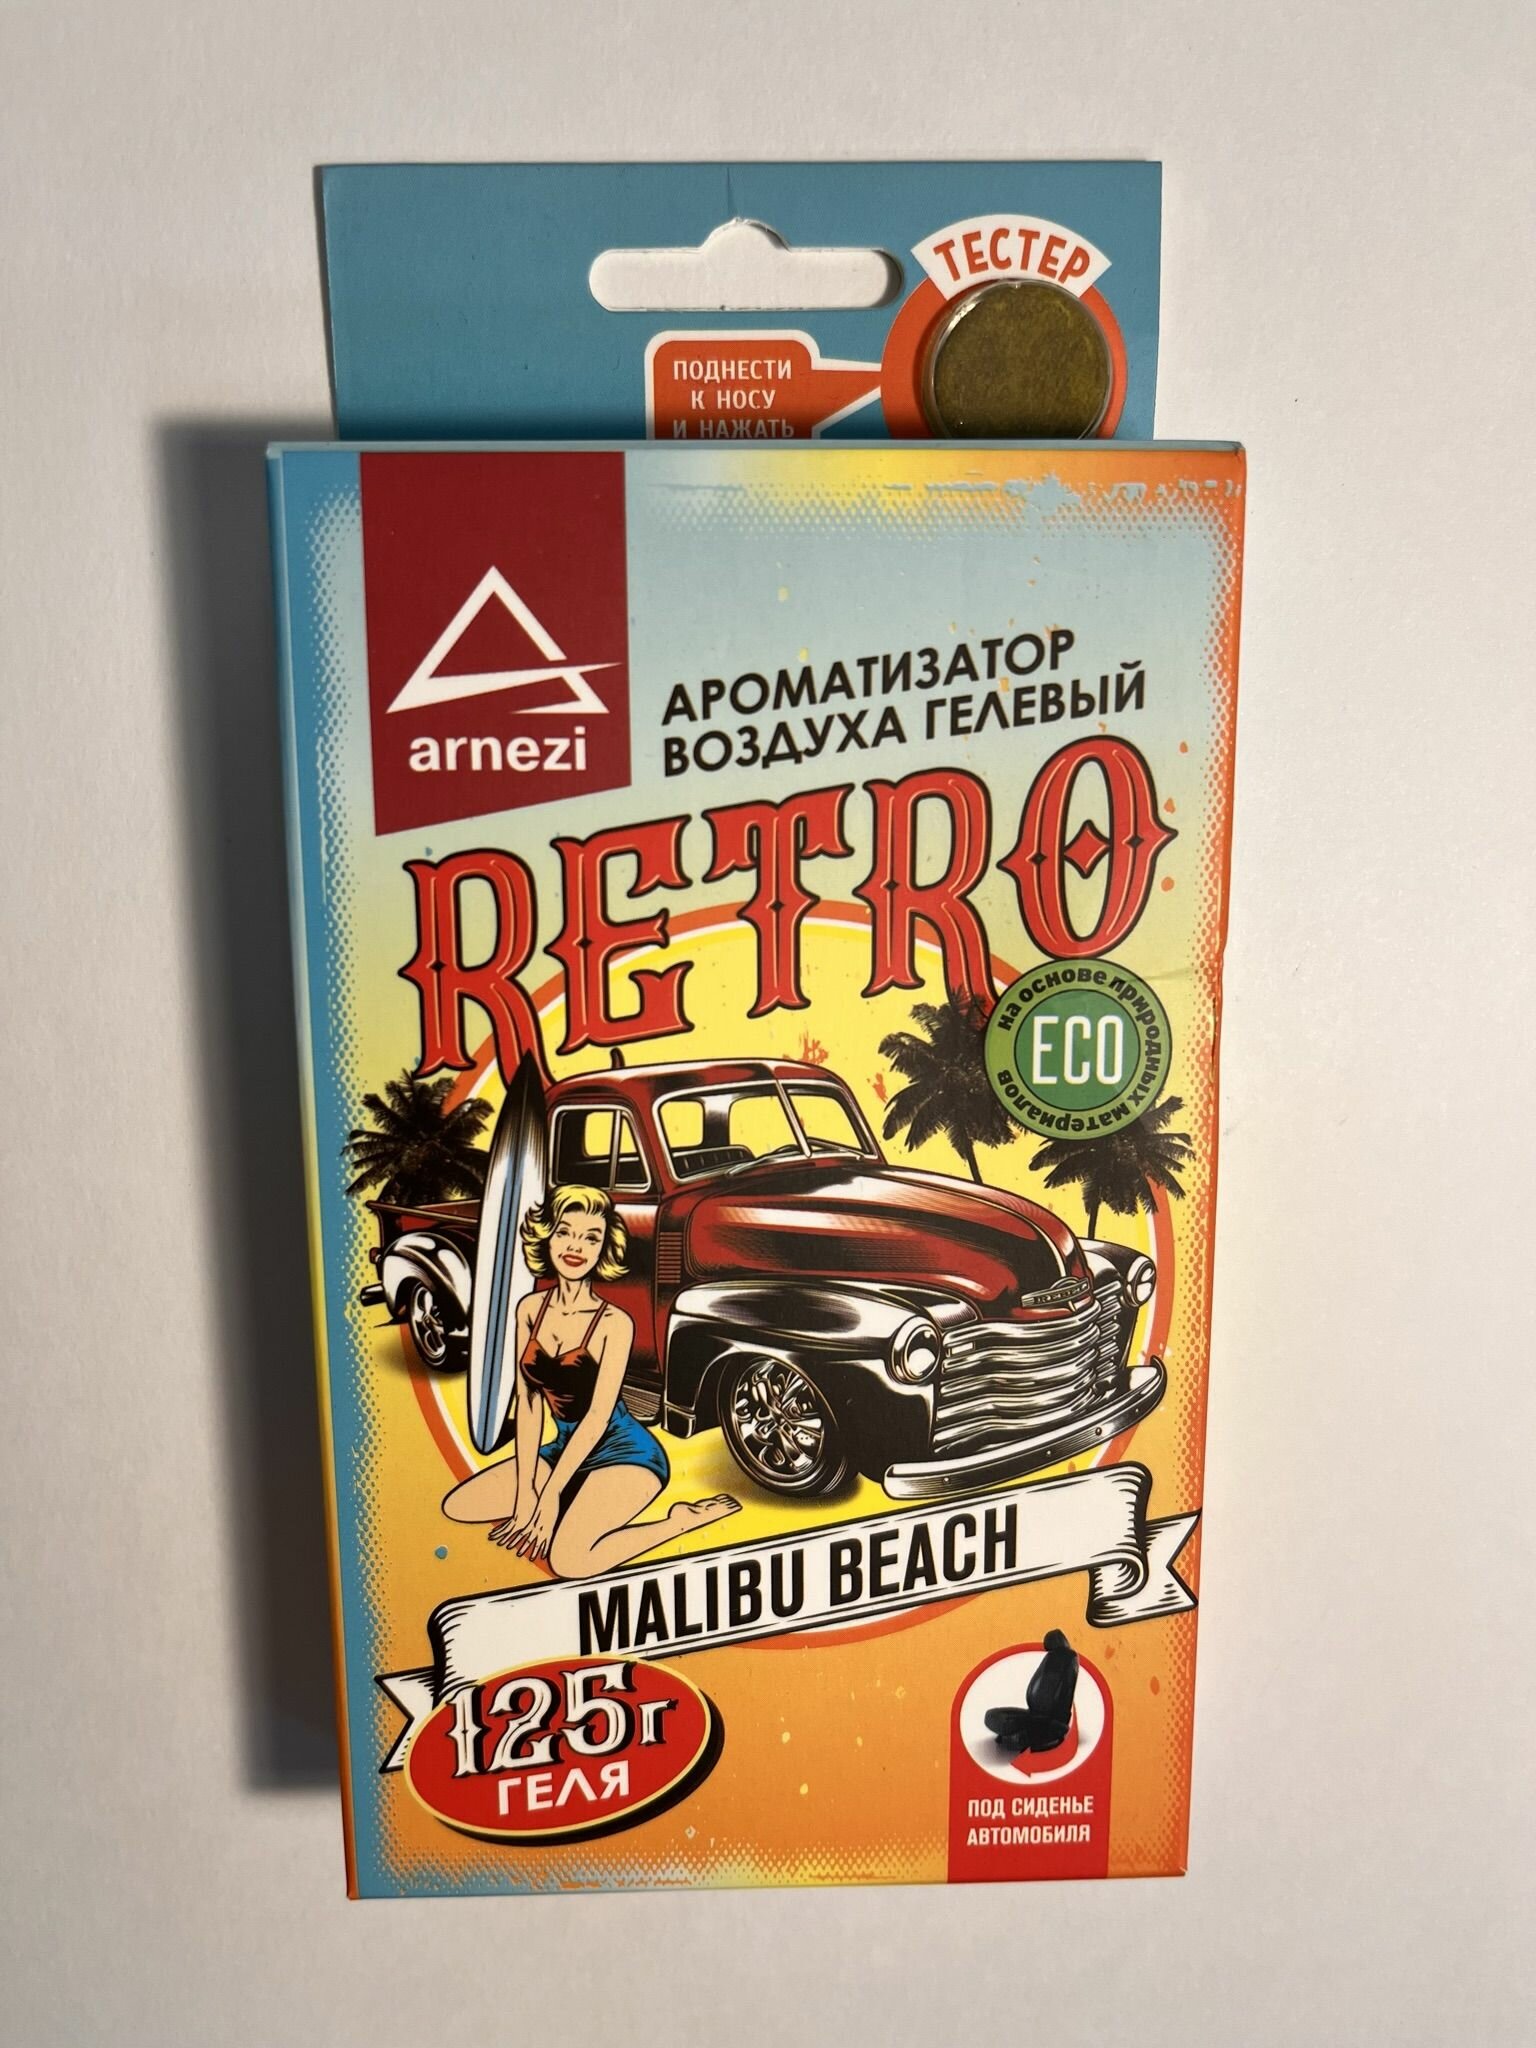 ТЕСТЕР
ПОДНЕСТИ
К НОСУ
И НАЖАТЬ
arnezi
АРОМАТИЗАТОР
ВОЗДУХА ГЕЛЕВЫЙ
RETRO
на основе природных материалов
ECO
MALIBU BEACH
125г
ГЕЛЯ
ПОД СИДЕНЬЕ
АВТОМОБИЛЯ